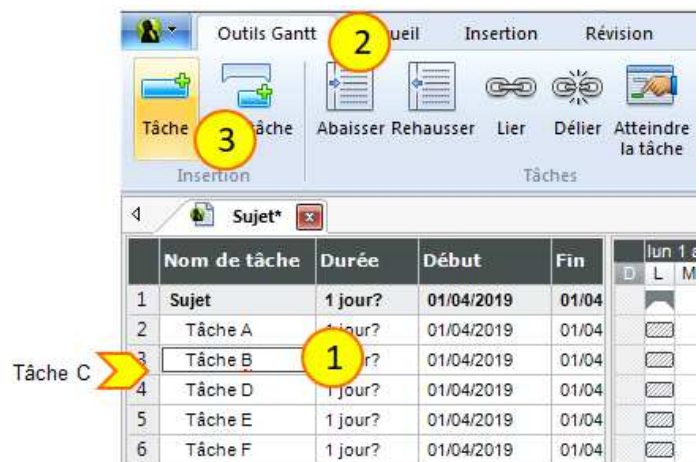 Outils Gantt ueil Insertion Révision
2
Tâche âche Abaisser Rehausser Lier Délier Atteindre
la tâche
3
Insertion Tâches
Sujet*
Nom de tâche Durée Début Fin lun 1 a
D L M
1 Sujet 1 jour? 01/04/2019 01/04
2 Tâche A jour? 01/04/2019 01/04
3 Tâche B 1 r? 01/04/2019 01/04
Tâche C
4 Tâche D 1 jour? 01/04/2019 01/04
5 Tâche E 1 jour? 01/04/2019 01/04
6 Tâche F 1 jour? 01/04/2019 01/04